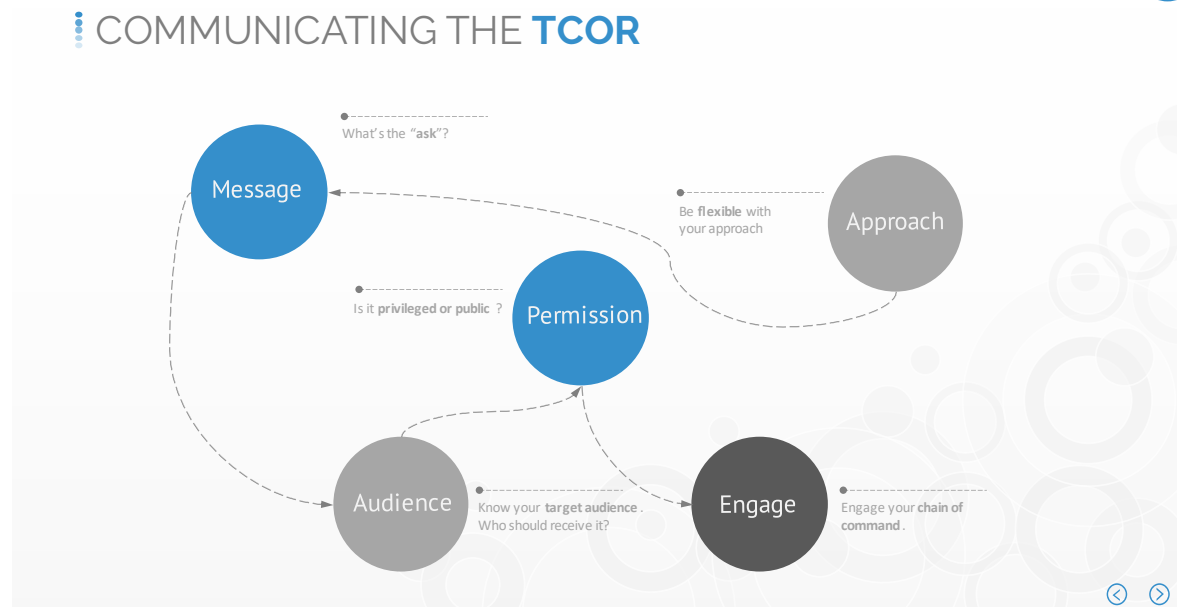 COMMUNICATING THE TCOR
What's the "ask"?
Message
Be flexible with
your approach
Approach
Is it privileged or public ?
Permission
Audience
Know your target audience .
Who should receive it?
Engage
Engage your chain of
command .